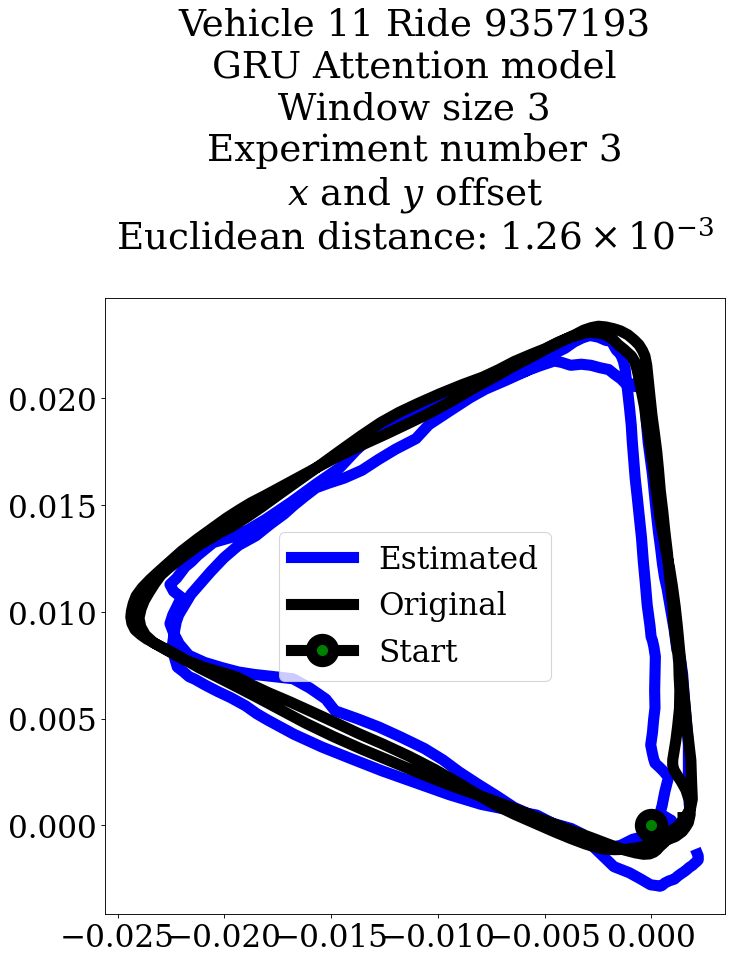 Vehicle 11 Ride 9357193
GRU Attention model
Window size 3
Experiment number 3
x and y offset
Euclidean distance: 1.26 × 10⁻³
0.020
0.015
0.010
0.005
0.000
Estimated
Original
Start
−0.025 −0.020 −0.015 −0.010 −0.005 0.000